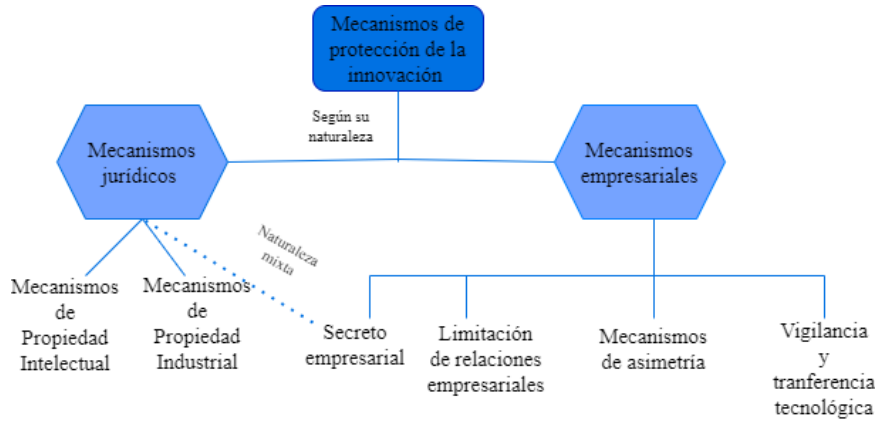 Mecanismos de
protección de la
innovación
Según su
naturaleza
Mecanismos
jurídicos
Mecanismos
empresariales
Naturaleza
mixta
Mecanismos
de
Propiedad
Intelectual
Mecanismos
de
Propiedad
Industrial
Secreto
empresarial
Limitación
de relaciones
empresariales
Mecanismos
de asimetría
Vigilancia
y
tranferencia
tecnológica